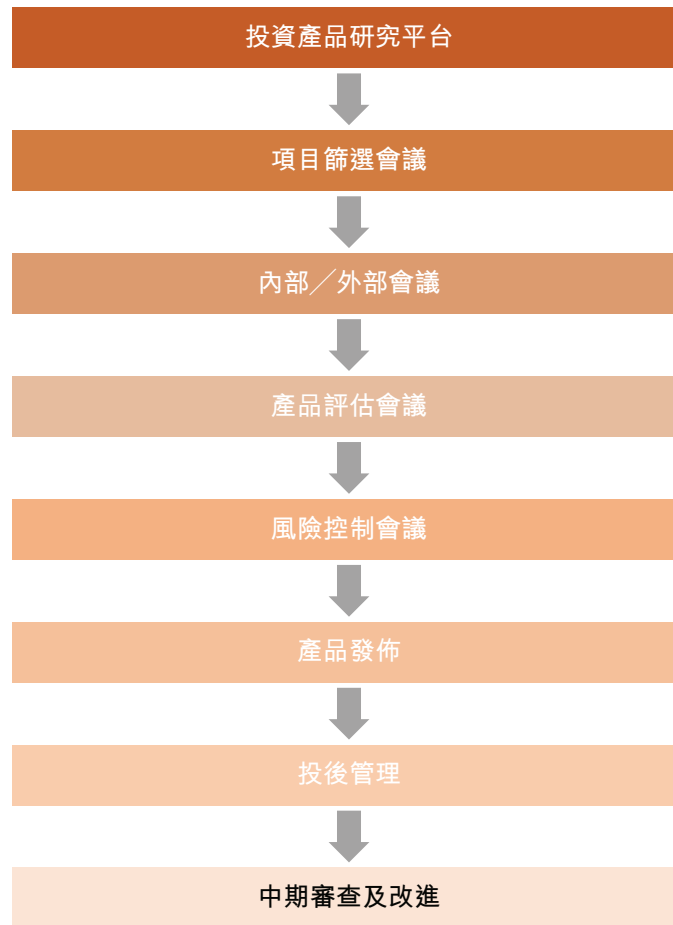 投資產品研究平台
項目篩選會議
內部／外部會議
產品評估會議
風險控制會議
產品發佈
投後管理
中期審查及改進